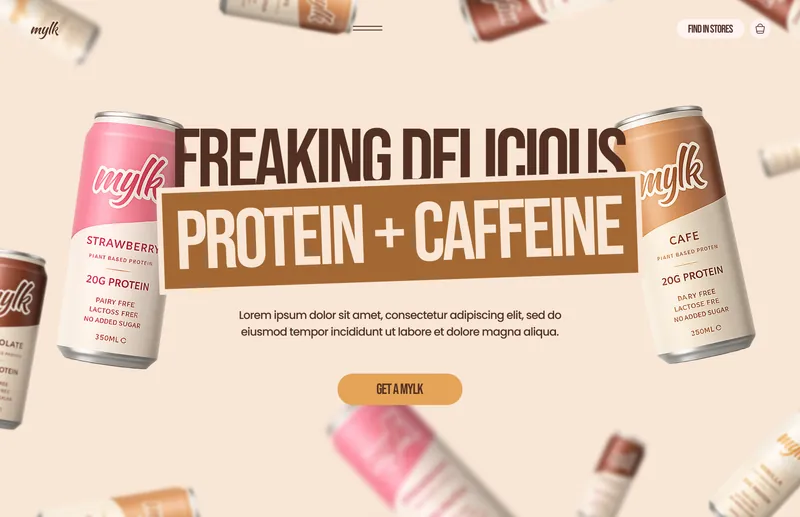 mylk
FIND IN STORES
FREAKING DELICIOUS
PROTEIN + CAFFEINE
mylk
STRAWBERRY
PLANT BASED PROTEIN
20G PROTEIN
DAIRY FREE
LACTOSS FREE
NO ADDED SUGAR
350ML
mylk
CAFE
PLANT BASED PROTEIN
20G PROTEIN
DAIRY FREE
LACTOSE FRE
NO ADDED SUGAR
350ML
Lorem ipsum dolor sit amet, consectetur adipiscing elit, sed do
eiusmod tempor incididunt ut labore et dolore magna aliqua.
GET A MYLK